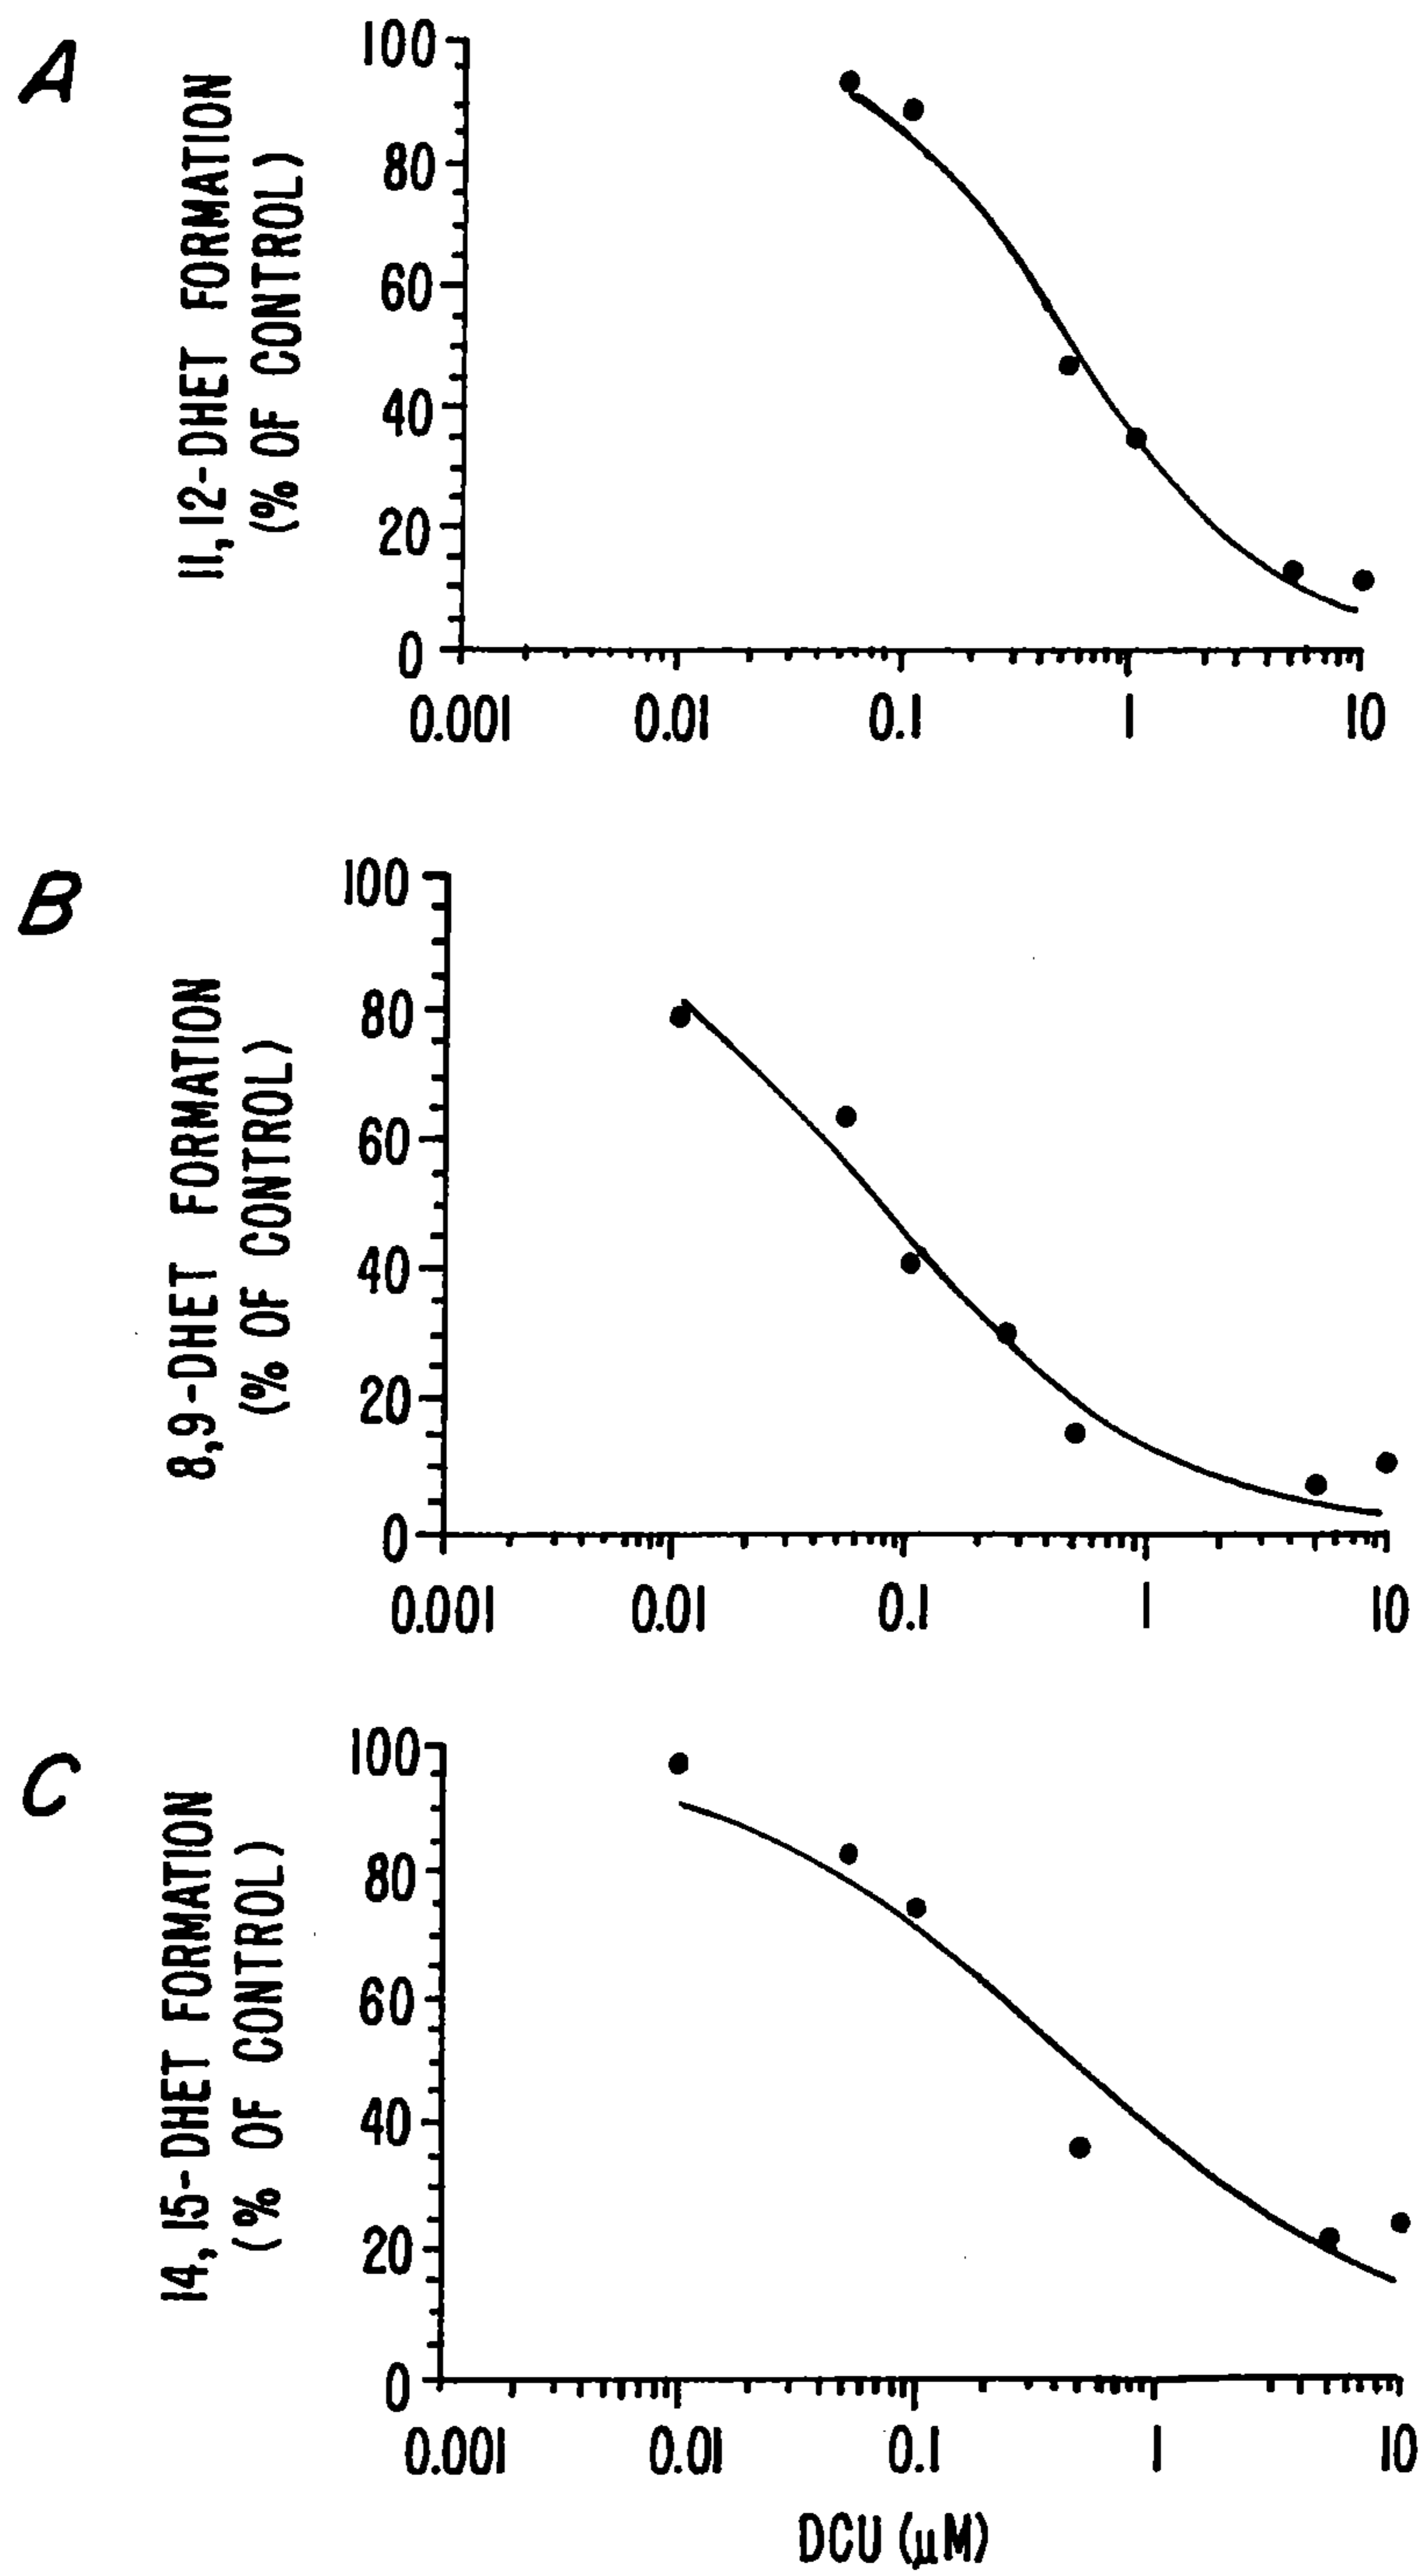 A
11,12-DHET FORMATION
(% OF CONTROL)
100
80
60
40
20
0
0.001 0.01 0.1 1 10
B
8,9-DHET FORMATION
(% OF CONTROL)
100
80
60
40
20
0
0.001 0.01 0.1 1 10
C
14,15-DHET FORMATION
(% OF CONTROL)
100
80
60
40
20
0
0.001 0.01 0.1 1 10
DCU (μM)